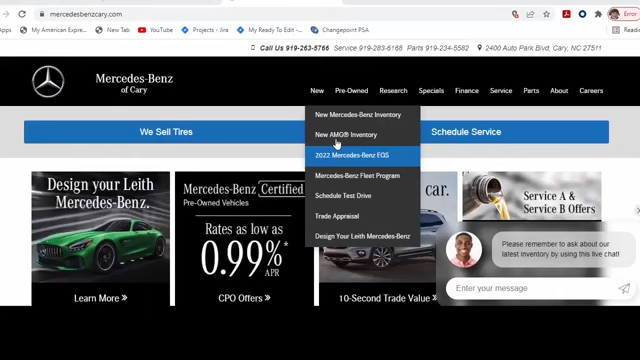 mercedesbenzcary.com
Error
My American Expre...
New Tab
YouTube
Projects - Jira
My Ready To Edit - ...
Changepoint PSA
Readin
Call Us 919-263-5766 Service 919-283-6168 Parts 919-234-5582 2400 Auto Park Blvd, Cary, NC 27511
Mercedes-Benz
of Cary
New Pre-Owned Research Specials Finance Service Parts About Careers
New Mercedes-Benz Inventory
New AMG® Inventory
2022 Mercedes-Benz EQS
Mercedes-Benz Fleet Program
Schedule Test Drive
Trade Appraisal
Design Your Leith Mercedes-Benz
We Sell Tires
Schedule Service
Design your Leith
Mercedes.
Learn More »
Mercedes-Benz Certified
Pre-Owned Vehicles
Rates as low as
0.99%*
APR
CPO Offers »
car.
10-Second Trade Value »
Service A &
Service B Offers
Please remember to ask about our
latest inventory by using this live chat!
Enter your message